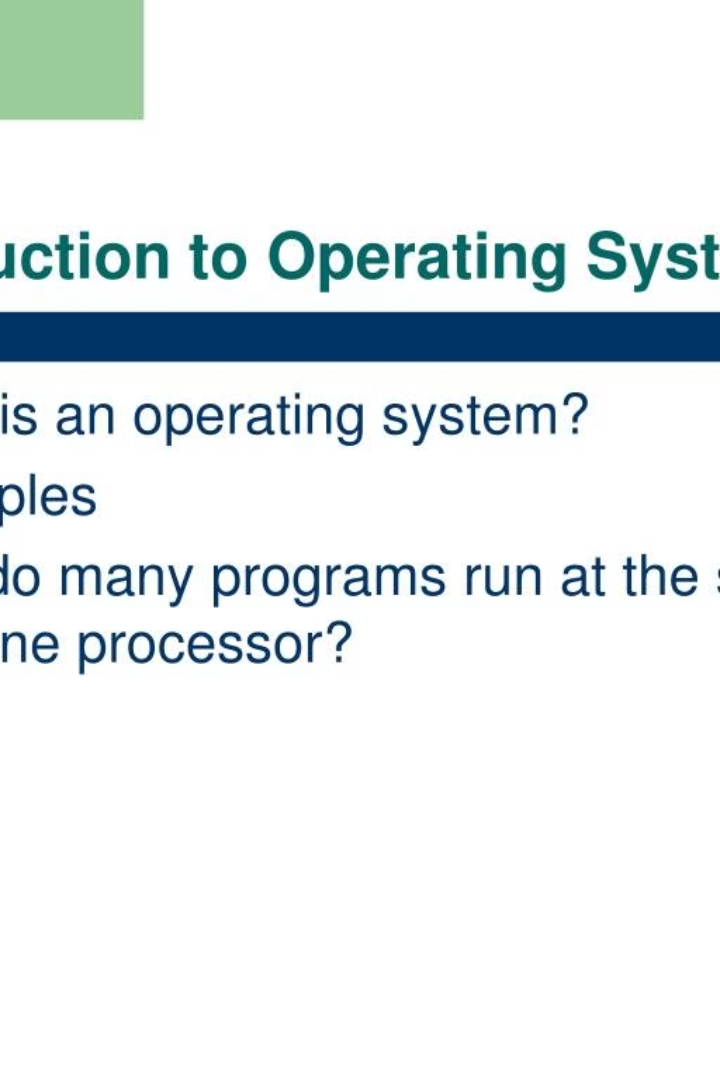 uction to Operating Syst
is an operating system?
ples
do many programs run at the s
ne processor?